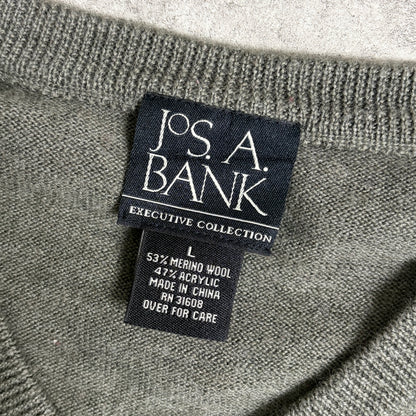 JoS. A.
BANK
EXECUTIVE COLLECTION
L
53% MERINO WOOL
47% ACRYLIC
MADE IN CHINA
RN 31608
OVER FOR CARE